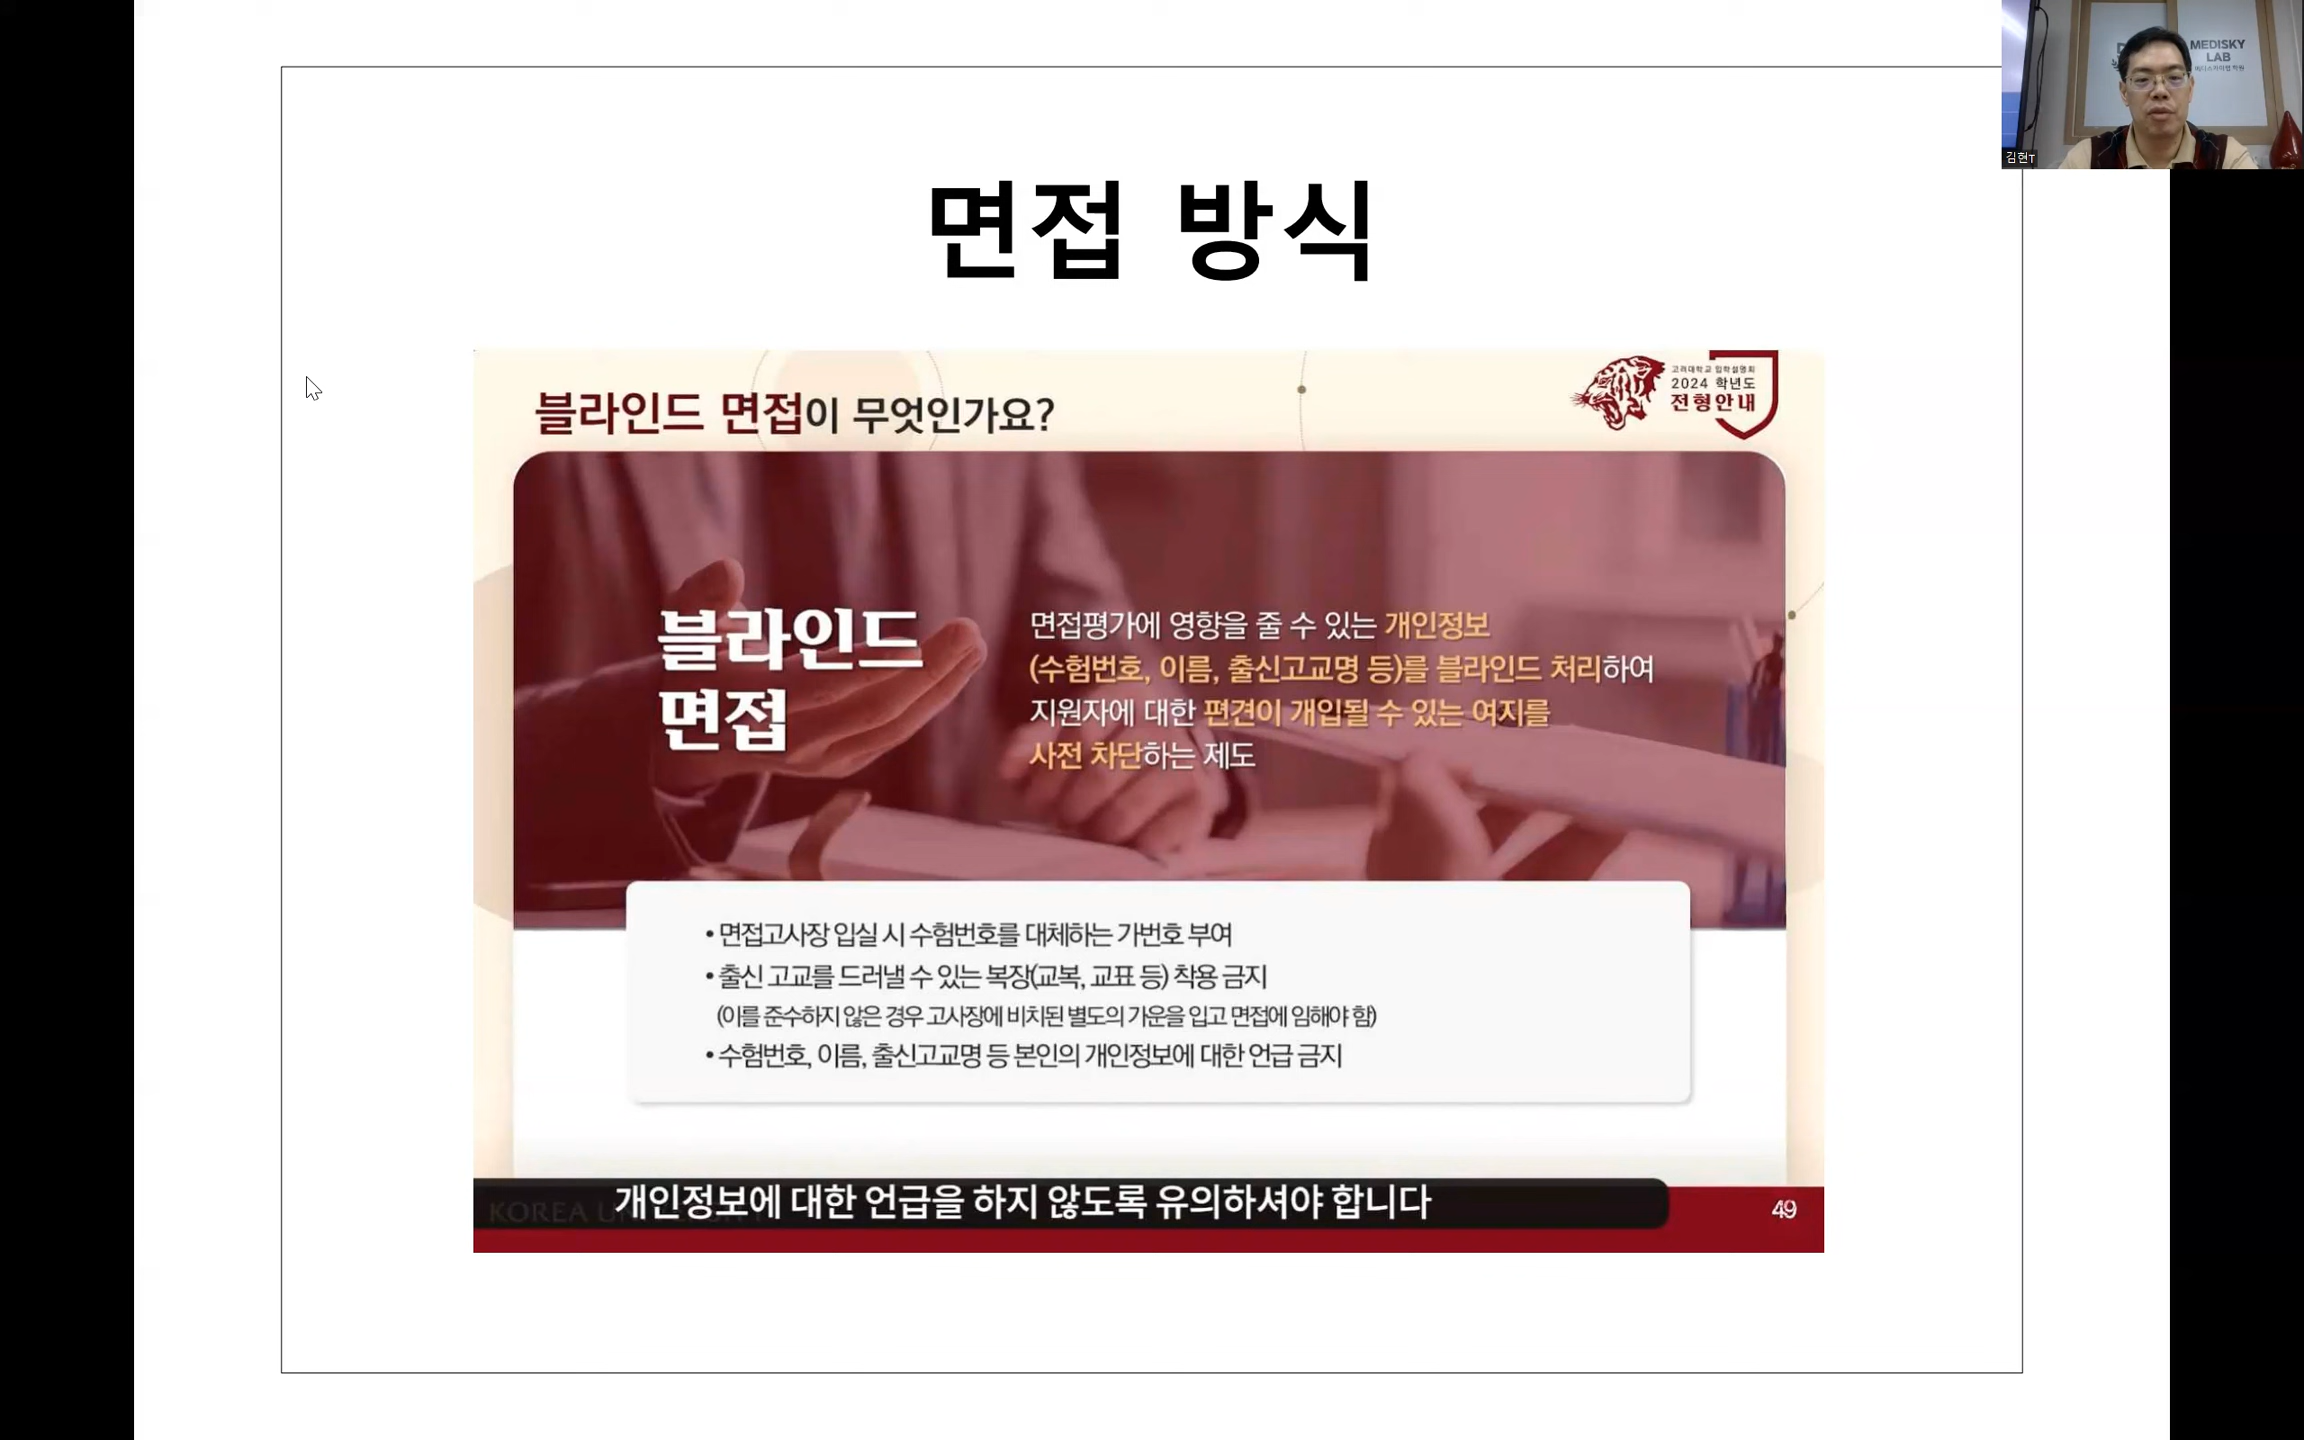 면접 방식
MEDISKY
LAB
김현T
블라인드 면접이 무엇인가요?
고려대학교 입학설명회
2024 학년도
전형안내
블라인드
면접
면접평가에 영향을 줄 수 있는 개인정보
(수험번호, 이름, 출신고교명 등)를 블라인드 처리하여
지원자에 대한 편견이 개입될 수 있는 여지를
사전 차단하는 제도
• 면접고사장 입실 시 수험번호를 대체하는 가번호 부여
• 출신 고교를 드러낼 수 있는 복장(교복, 교표 등) 착용 금지
(이를 준수하지 않은 경우 고사장에 비치된 별도의 가운을 입고 면접에 임해야 함)
• 수험번호, 이름, 출신고교명 등 본인의 개인정보에 대한 언급 금지
KOREA
개인정보에 대한 언급을 하지 않도록 유의하셔야 합니다
49